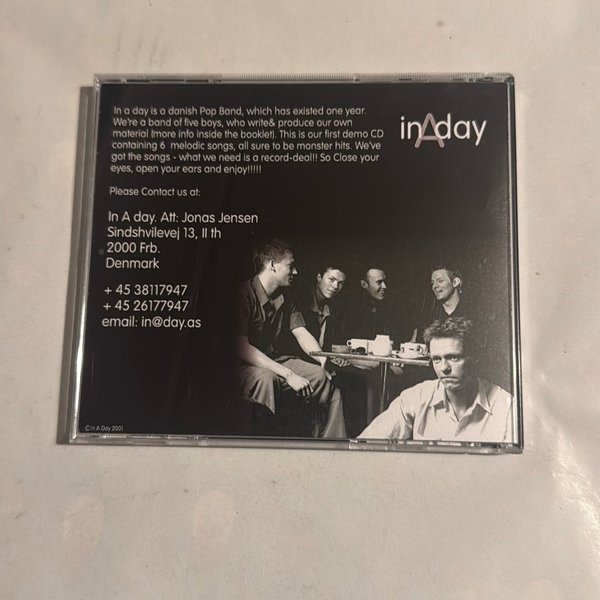 In a day is a danish Pop Band, which has existed one year.
We're a band of five boys, who write& produce our own
material (more info inside the booklet). This is our first demo CD
containing 6 melodic songs, all sure to be monster hits. We've
got the songs - what we need is a record-deal!! So Close your
eyes, open your ears and enjoy!!!!!
inAday
Please Contact us at:
In A day. Att: Jonas Jensen
Sindshvilevej 13, II th
2000 Frb.
Denmark
+ 45 38117947
+ 45 26177947
email: in@day.as
©In A Day 2001